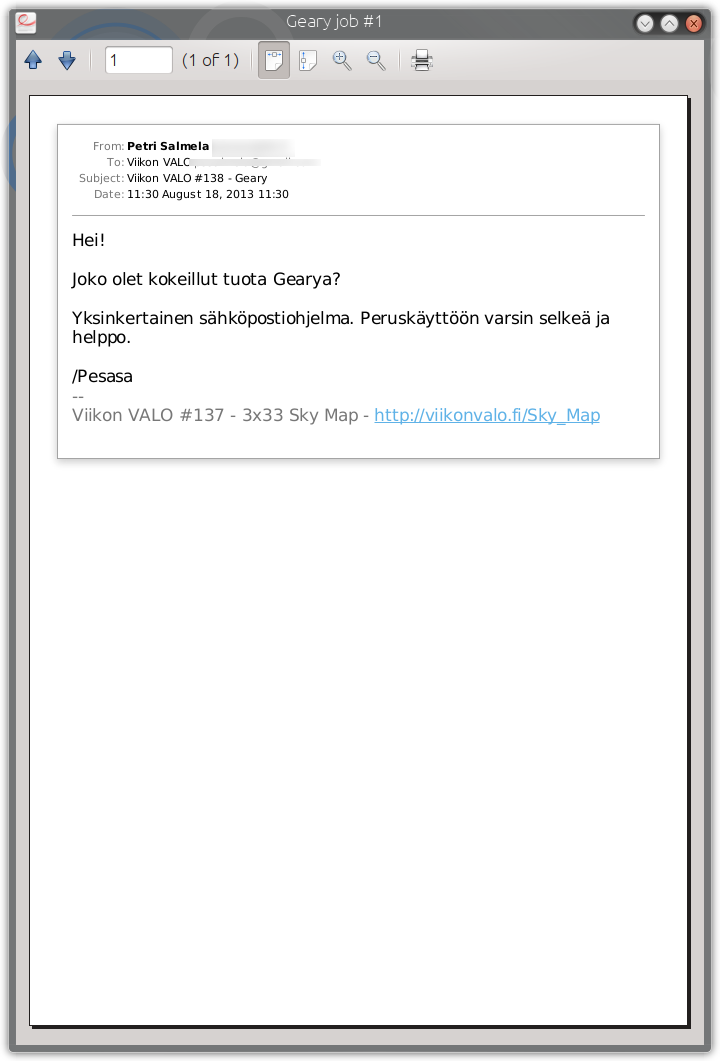 Geary job #1
1 (1 of 1)
From: Petri Salmela
To: Viikon VALO
Subject: Viikon VALO #138 - Geary
Date: 11:30 August 18, 2013 11:30
Hei!
Joko olet kokeillut tuota Gearya?
Yksinkertainen sähköpostiohjelma. Peruskäyttöön varsin selkeä ja
helppo.
/Pesasa
--
Viikon VALO #137 - 3x33 Sky Map - http://viikonvalo.fi/Sky_Map